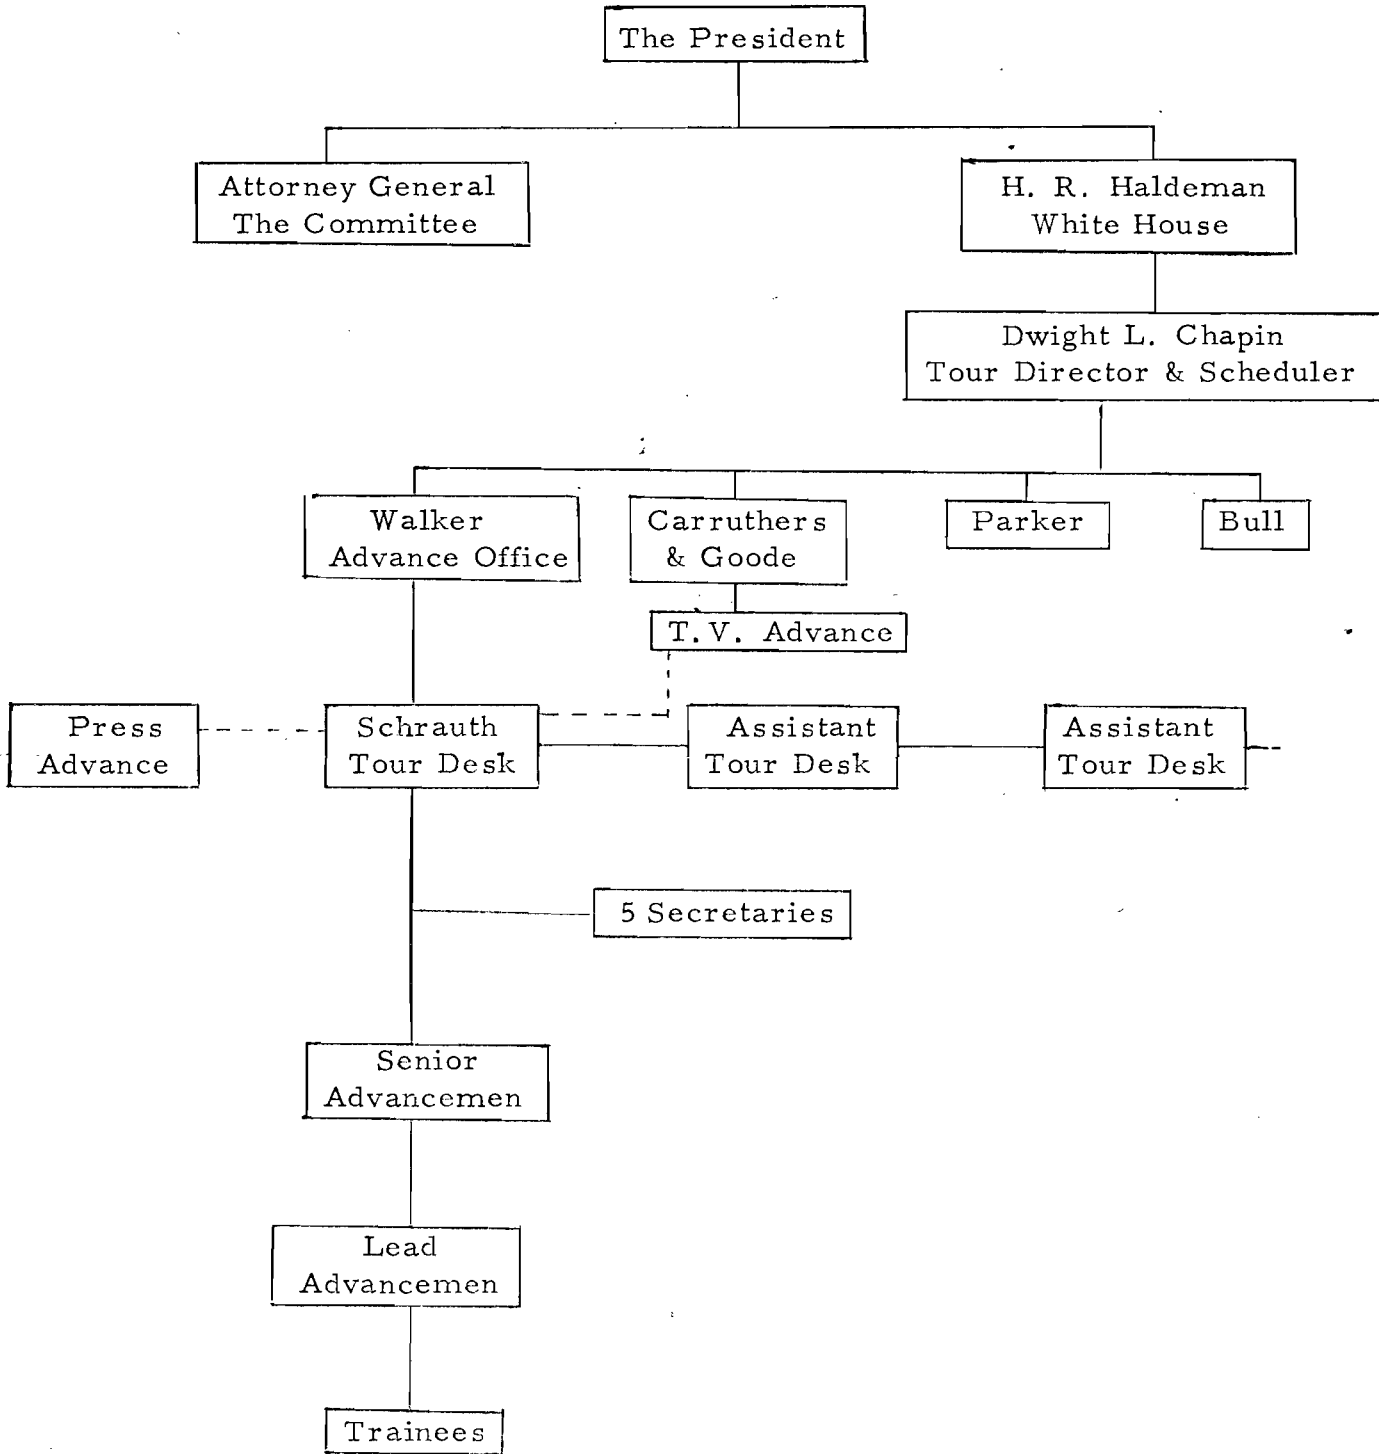 The President
Attorney General
The Committee
H. R. Haldeman
White House
Dwight L. Chapin
Tour Director & Scheduler
Walker
Advance Office
Carruthers
& Goode
Parker
Bull
T. V. Advance
Press
Advance
Schrauth
Tour Desk
Assistant
Tour Desk
Assistant
Tour Desk
5 Secretaries
Senior
Advancemen
Lead
Advancemen
Trainees